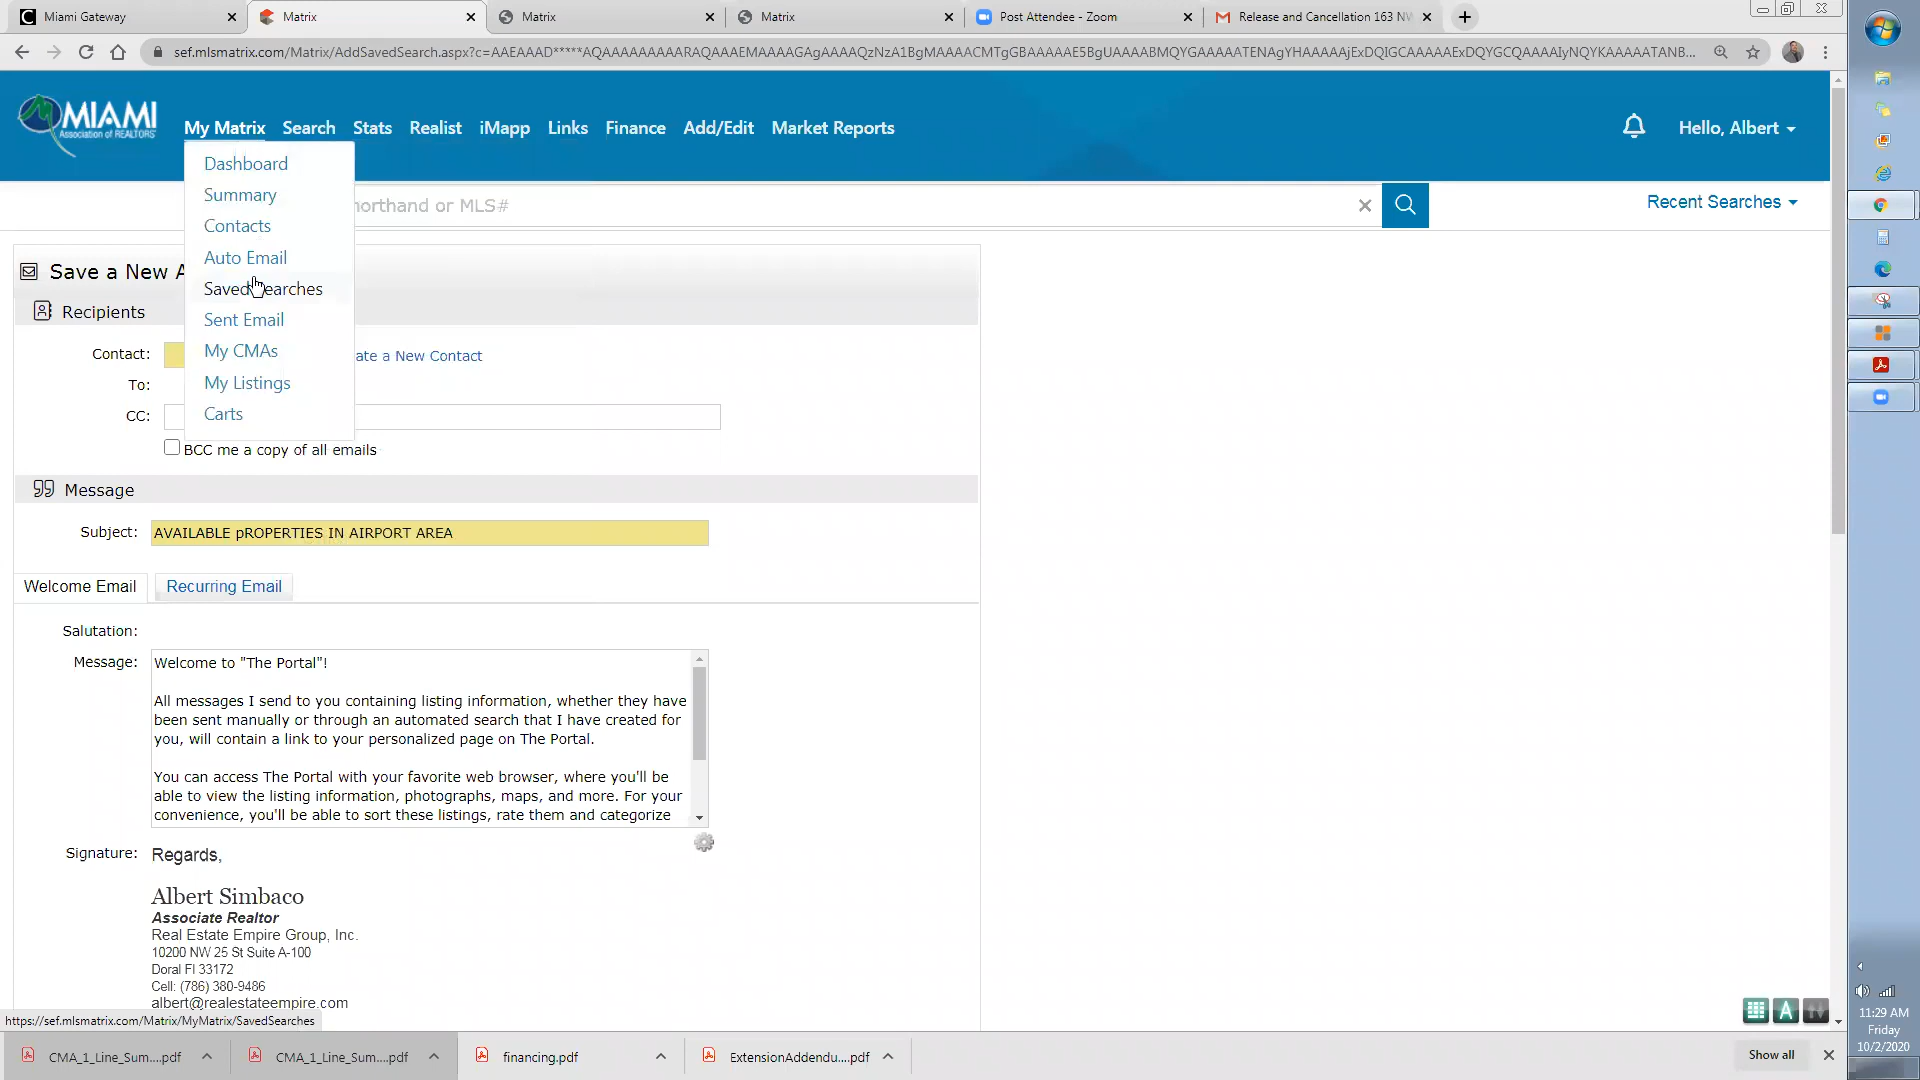 Miami Gateway
Matrix
Matrix
Matrix
Post Attendee - Zoom
Release and Cancellation 163 NW
sef.mlsmatrix.com/Matrix/AddSavedSearch.aspx?c=AAEAAAD*****AQAAAAAAAAARAQAAAEMAAAAGAgAAAAQzNzA1BgMAAAACMTgGBAAAAAE5BgUAAAABMQYGAAAAATENAgYHAAAAAjExDQIGCAAAAAExDQYGCQAAAAIyNQYKAAAAATANB...
MIAMI
Association of REALTORS®
My Matrix
Search
Stats
Realist
iMapp
Links
Finance
Add/Edit
Market Reports
Hello, Albert
Dashboard
Summary
Contacts
Auto Email
Saved Searches
Sent Email
My CMAs
My Listings
Carts
horthand or MLS#
Recent Searches
Save a New A
Recipients
Contact:
ate a New Contact
To:
CC:
BCC me a copy of all emails
Message
Subject:
AVAILABLE pROPERTIES IN AIRPORT AREA
Welcome Email
Recurring Email
Salutation:
Message:
Welcome to "The Portal"!
All messages I send to you containing listing information, whether they have
been sent manually or through an automated search that I have created for
you, will contain a link to your personalized page on The Portal.
You can access The Portal with your favorite web browser, where you'll be
able to view the listing information, photographs, maps, and more. For your
convenience, you'll be able to sort these listings, rate them and categorize
Signature:
Regards,
Albert Simbaco
Associate Realtor
Real Estate Empire Group, Inc.
10200 NW 25 St Suite A-100
Doral Fl 33172
Cell: (786) 380-9486
albert@realestateempire.com
https://sef.mlsmatrix.com/Matrix/MyMatrix/SavedSearches
CMA_1_Line_Sum....pdf
CMA_1_Line_Sum....pdf
financing.pdf
ExtensionAddendu....pdf
Show all
11:29 AM
Friday
10/2/2020